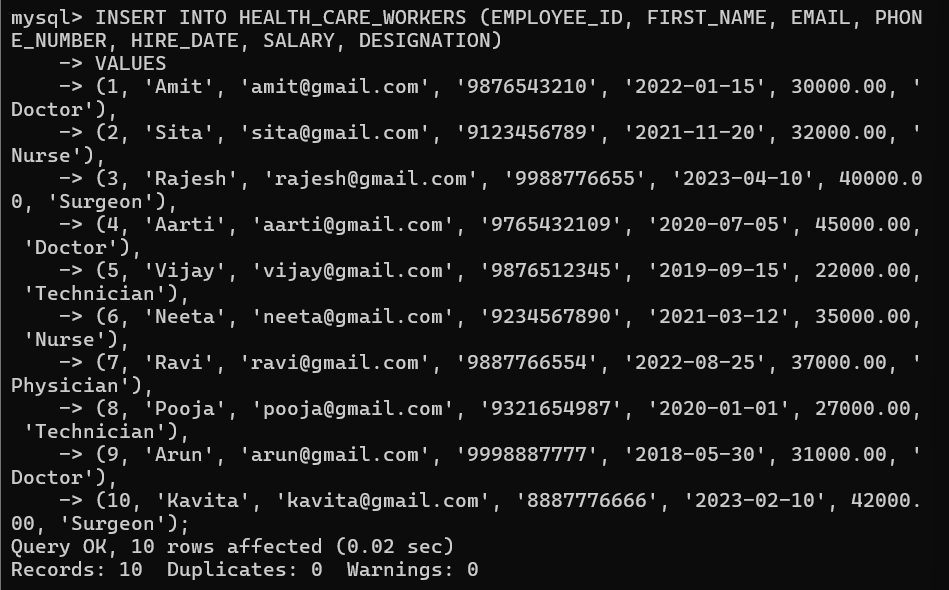 mysql> INSERT INTO HEALTH_CARE_WORKERS (EMPLOYEE_ID, FIRST_NAME, EMAIL, PHON
E_NUMBER, HIRE_DATE, SALARY, DESIGNATION)
    -> VALUES
    -> (1, 'Amit', 'amit@gmail.com', '9876543210', '2022-01-15', 30000.00, '
Doctor'),
    -> (2, 'Sita', 'sita@gmail.com', '9123456789', '2021-11-20', 32000.00, '
Nurse'),
    -> (3, 'Rajesh', 'rajesh@gmail.com', '9988776655', '2023-04-10', 40000.0
0, 'Surgeon'),
    -> (4, 'Aarti', 'aarti@gmail.com', '9765432109', '2020-07-05', 45000.00,
 'Doctor'),
    -> (5, 'Vijay', 'vijay@gmail.com', '9876512345', '2019-09-15', 22000.00,
 'Technician'),
    -> (6, 'Neeta', 'neeta@gmail.com', '9234567890', '2021-03-12', 35000.00,
 'Nurse'),
    -> (7, 'Ravi', 'ravi@gmail.com', '9887766554', '2022-08-25', 37000.00, '
Physician'),
    -> (8, 'Pooja', 'pooja@gmail.com', '9321654987', '2020-01-01', 27000.00,
 'Technician'),
    -> (9, 'Arun', 'arun@gmail.com', '9998887777', '2018-05-30', 31000.00, '
Doctor'),
    -> (10, 'Kavita', 'kavita@gmail.com', '8887776666', '2023-02-10', 42000.
00, 'Surgeon');
Query OK, 10 rows affected (0.02 sec)
Records: 10  Duplicates: 0  Warnings: 0